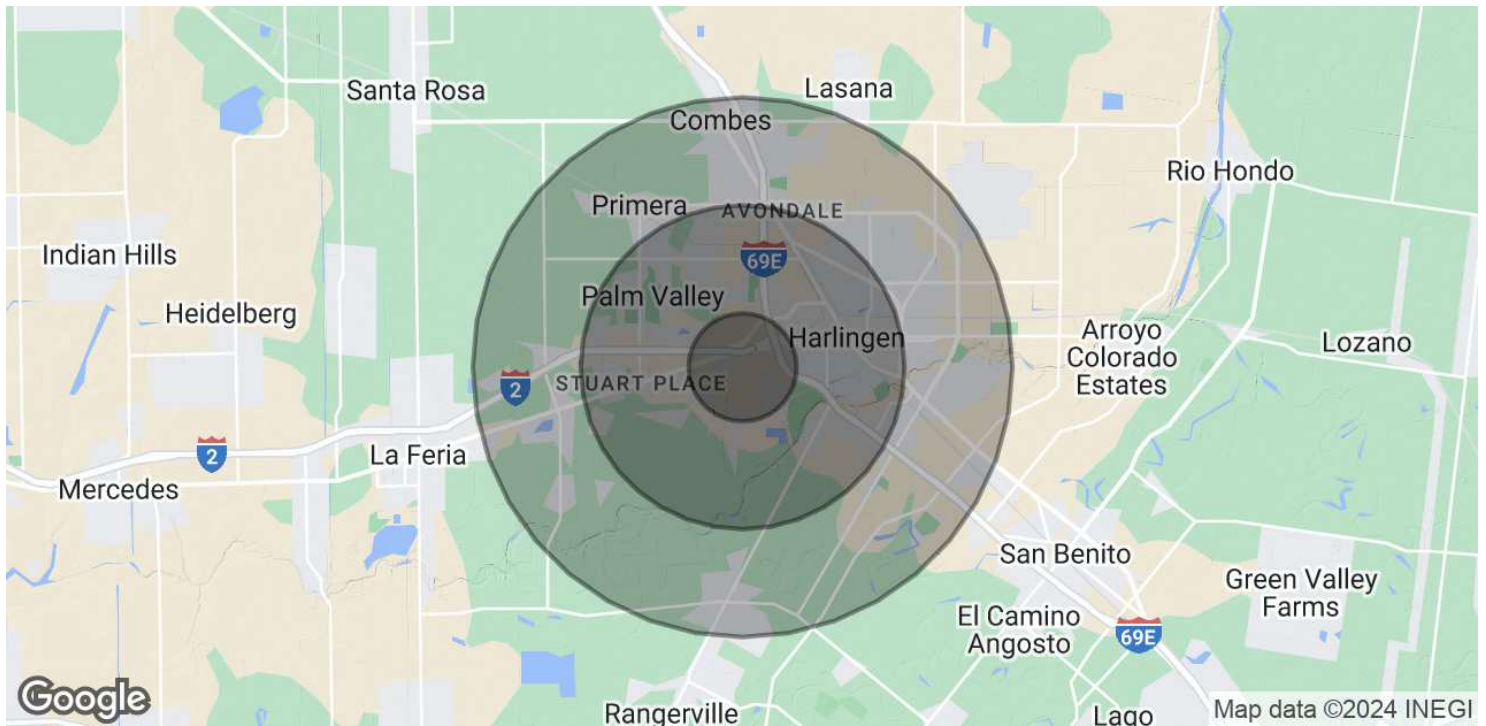 Santa Rosa
Lasana
Combes
Rio Hondo
Primera
AVONDALE
Indian Hills
69E
Palm Valley
Heidelberg
Harlingen
Arroyo
Colorado
Estates
Lozano
2
STUART PLACE
2
La Feria
Mercedes
San Benito
Green Valley
Farms
El Camino
Angosto
69E
Google
Rangerville
Lago
Map data ©2024 INEGI